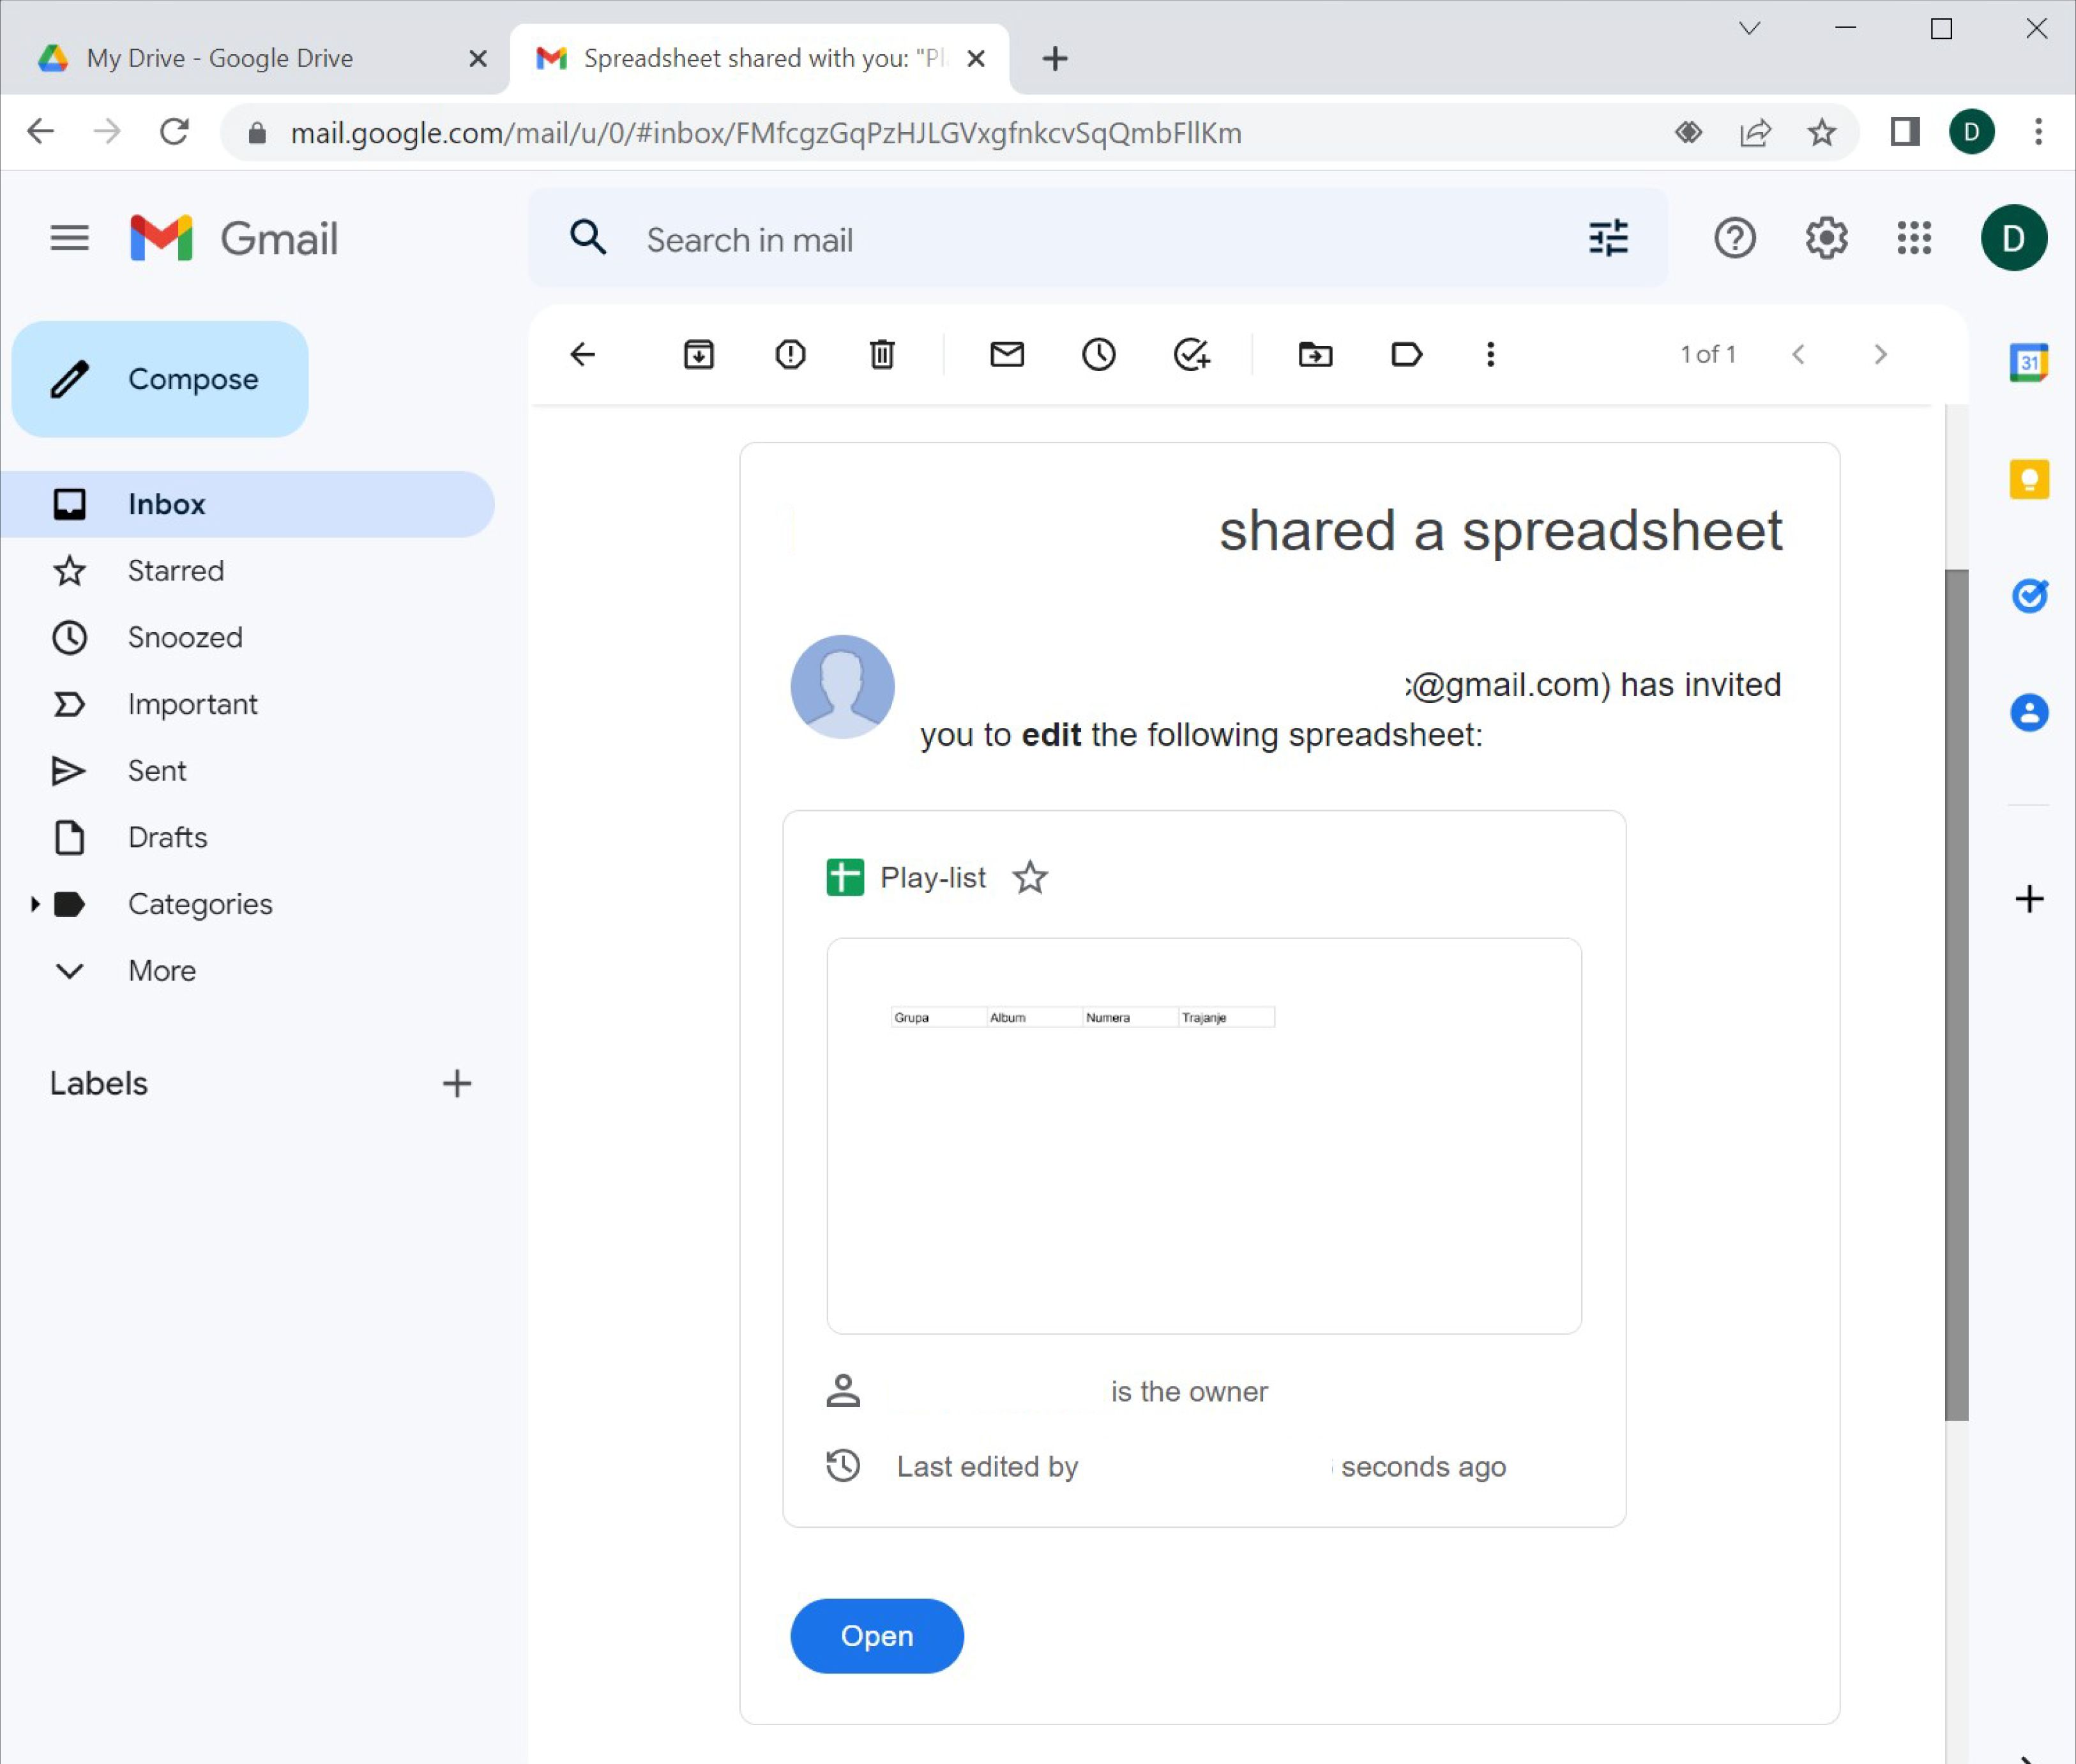 My Drive - Google Drive
Spreadsheet shared with you: "Pl
mail.google.com/mail/u/0/#inbox/FMfcgzGqPzHJLGVxgfnkcvSqQmbFllKm
D
Gmail
Search in mail
D
Compose
1 of 1
31
Inbox
Starred
Snoozed
Important
Sent
Drafts
Categories
More
Labels
shared a spreadsheet
@gmail.com) has invited
you to edit the following spreadsheet:
Play-list
Grupa Album Numera Trajanje
is the owner
Last edited by seconds ago
Open